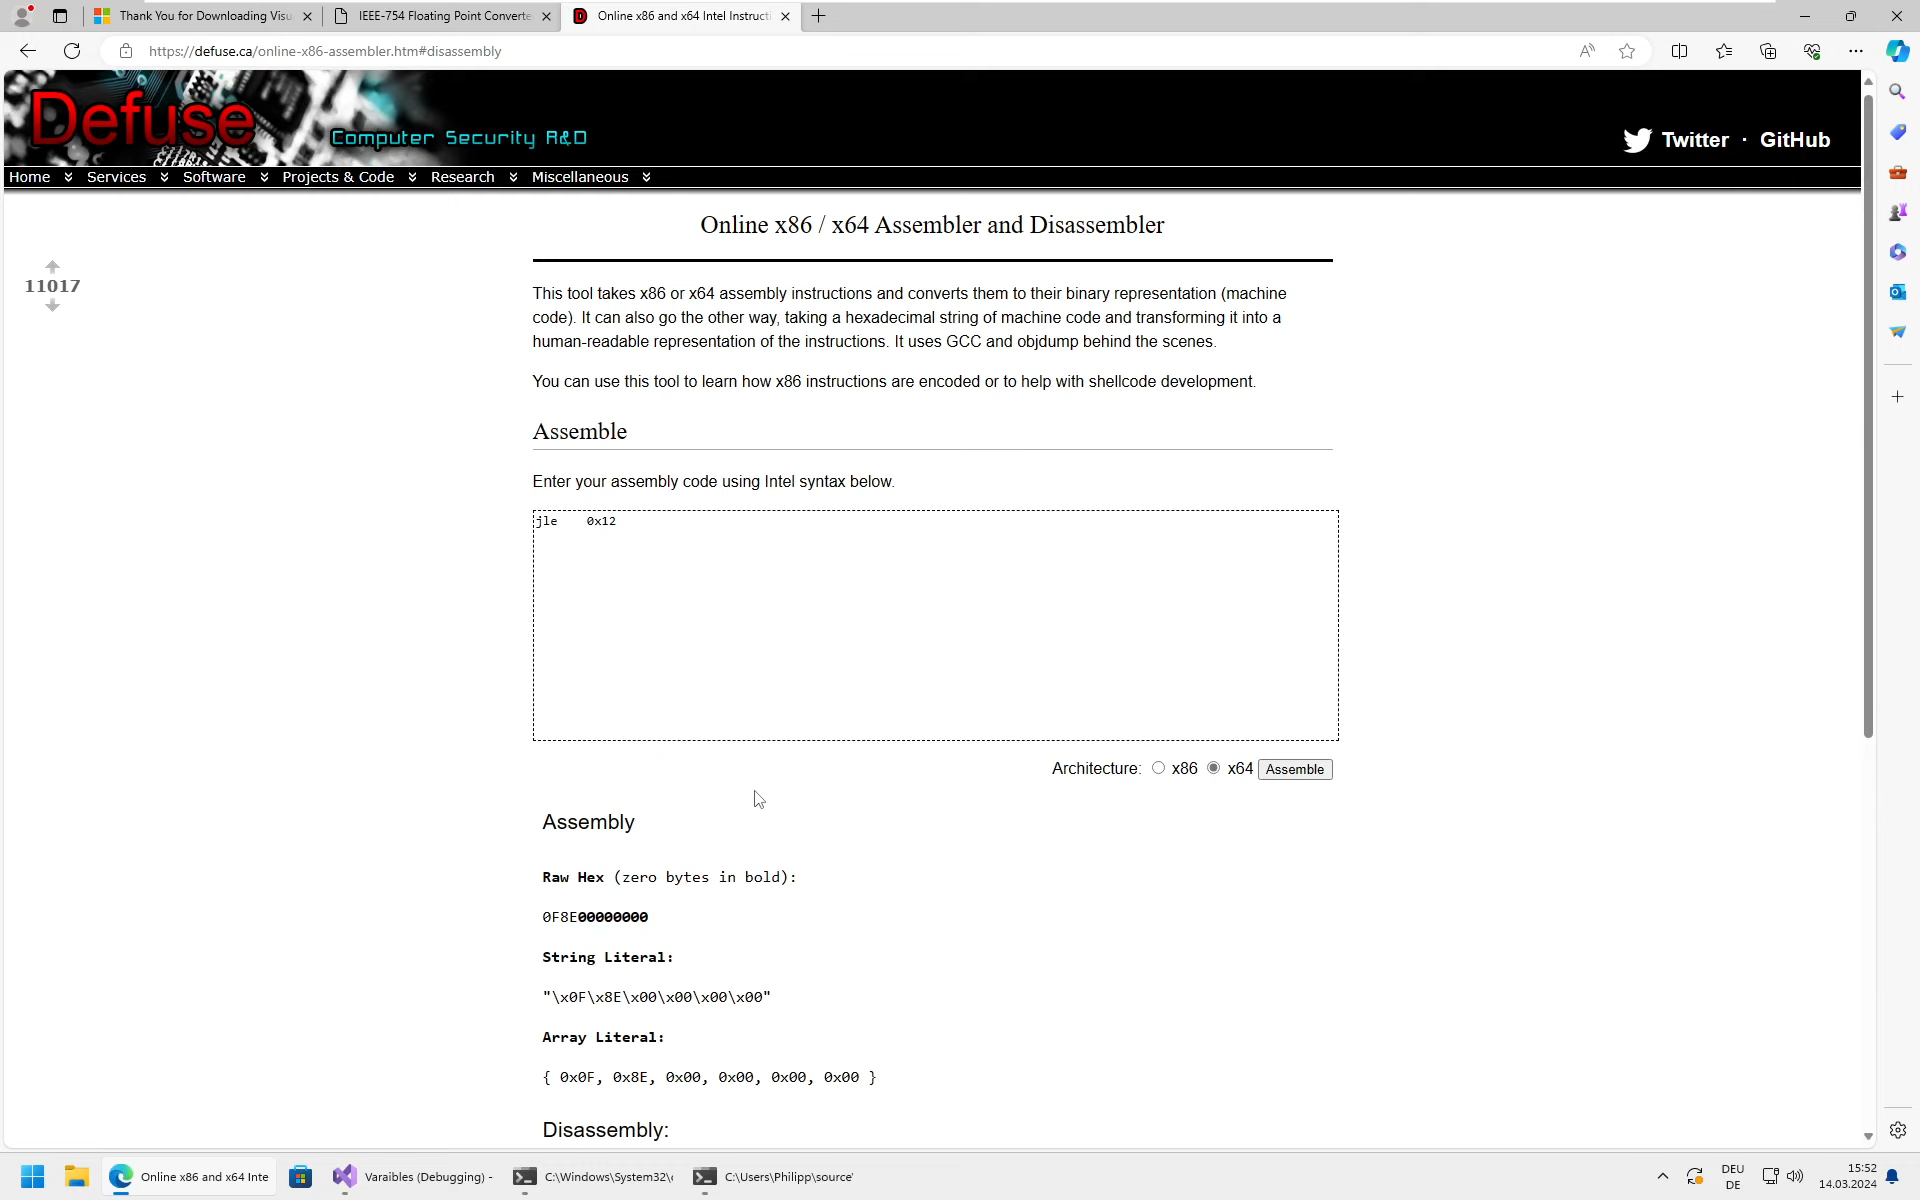 Thank You for Downloading Visu
IEEE-754 Floating Point Converte
Online x86 and x64 Intel Instructi
https://defuse.ca/online-x86-assembler.htm#disassembly
Defuse
Computer Security R&D
Twitter · GitHub
Home Services Software Projects & Code Research Miscellaneous
Online x86 / x64 Assembler and Disassembler
11017
This tool takes x86 or x64 assembly instructions and converts them to their binary representation (machine
code). It can also go the other way, taking a hexadecimal string of machine code and transforming it into a
human-readable representation of the instructions. It uses GCC and objdump behind the scenes.
You can use this tool to learn how x86 instructions are encoded or to help with shellcode development.
Assemble
Enter your assembly code using Intel syntax below.
jle 0x12
Architecture: x86 x64 Assemble
Assembly
Raw Hex (zero bytes in bold):
0F8E00000000
String Literal:
"\x0F\x8E\x00\x00\x00\x00"
Array Literal:
{ 0x0F, 0x8E, 0x00, 0x00, 0x00, 0x00 }
Disassembly:
Online x86 and x64 Inte
Varaibles (Debugging) -
C:\Windows\System32\
C:\Users\Philipp\source'
DEU
DE
15:52
14.03.2024